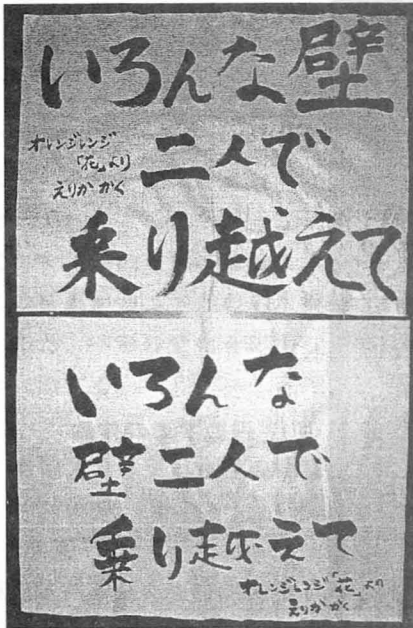 いろんな壁
オレンジレンジ
「花」より
えりか かく
二人で
乗り越えて
いろんな
壁二人で
乗り越えて
オレンジレンジ「花」より
えりか かく